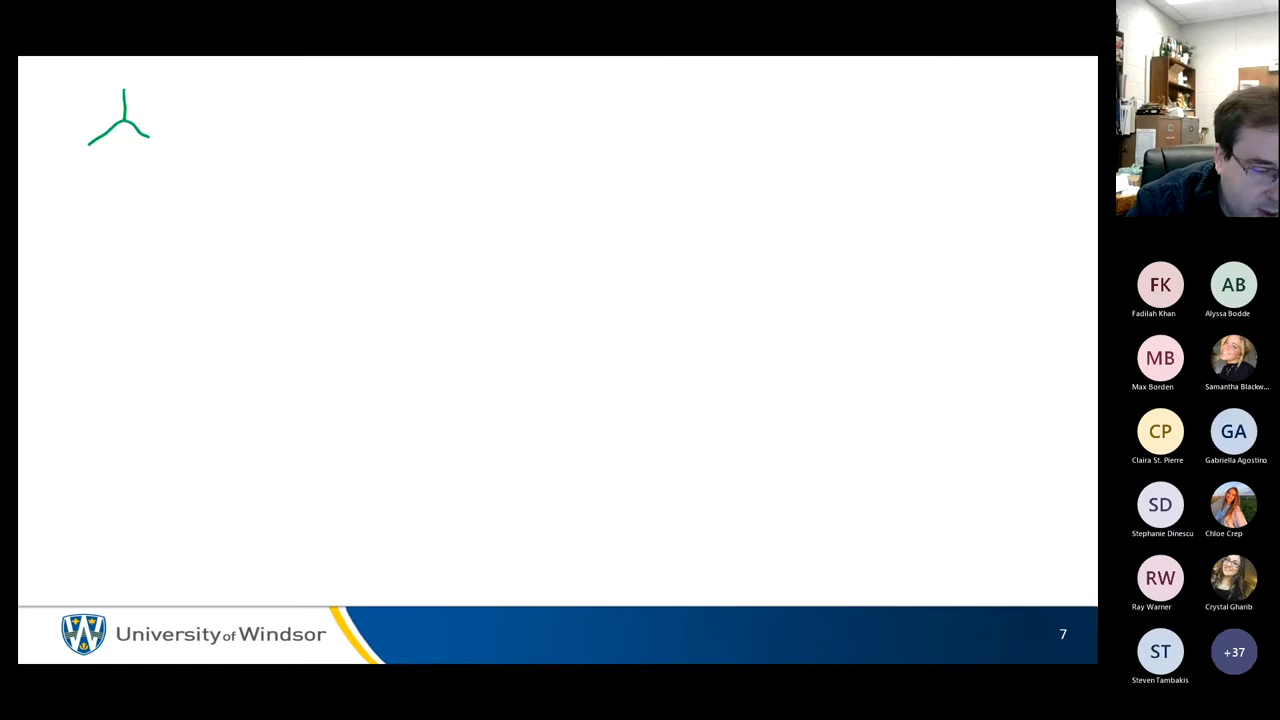 FK
AB
Fadilah Khan
Alyssa Bodde
MB
Max Borden
Samantha Blackw...
CP
GA
Claira St. Pierre
Gabriella Agostino
SD
Stephanie Dinescu
Chloe Crep
RW
Ray Warner
Crystal Gharib
University of Windsor
7
ST
+37
Steven Tambakis